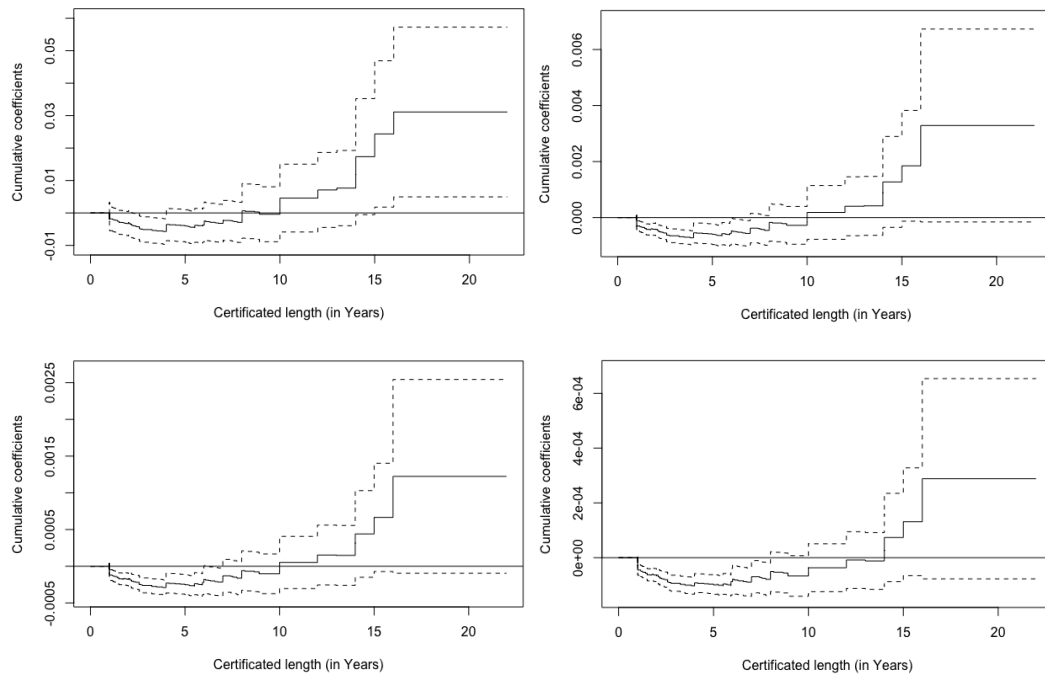 Cumulative coefficients
0.05
0.03
0.01
-0.01
0 5 10 15 20
Certificated length (in Years)
Cumulative coefficients
0.006
0.004
0.002
0.000
0 5 10 15 20
Certificated length (in Years)
Cumulative coefficients
0.0025
0.0015
0.0005
-0.0005
0 5 10 15 20
Certificated length (in Years)
Cumulative coefficients
6e-04
4e-04
2e-04
0e+00
0 5 10 15 20
Certificated length (in Years)